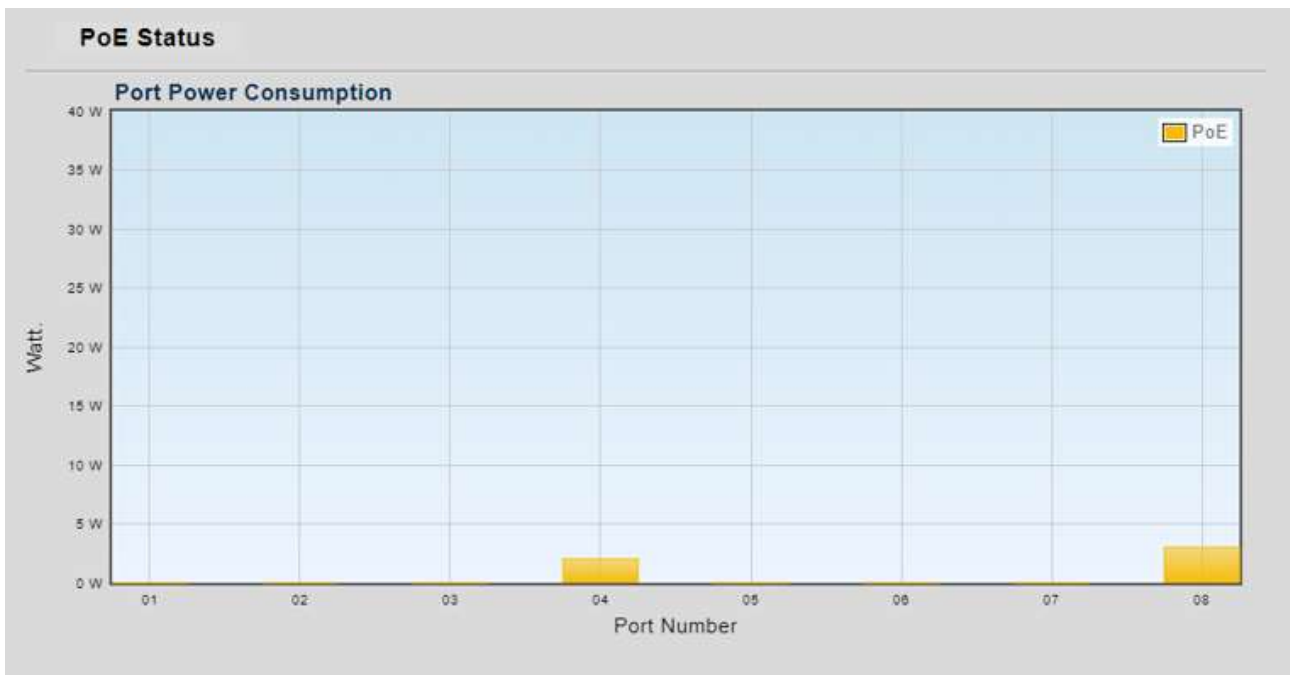 PoE Status
Port Power Consumption
40 W
PoE
35 W
30 W
25 W
20 W
15 W
10 W
5 W
0 W
Watt.
01 02 03 04 05 06 07 08
Port Number